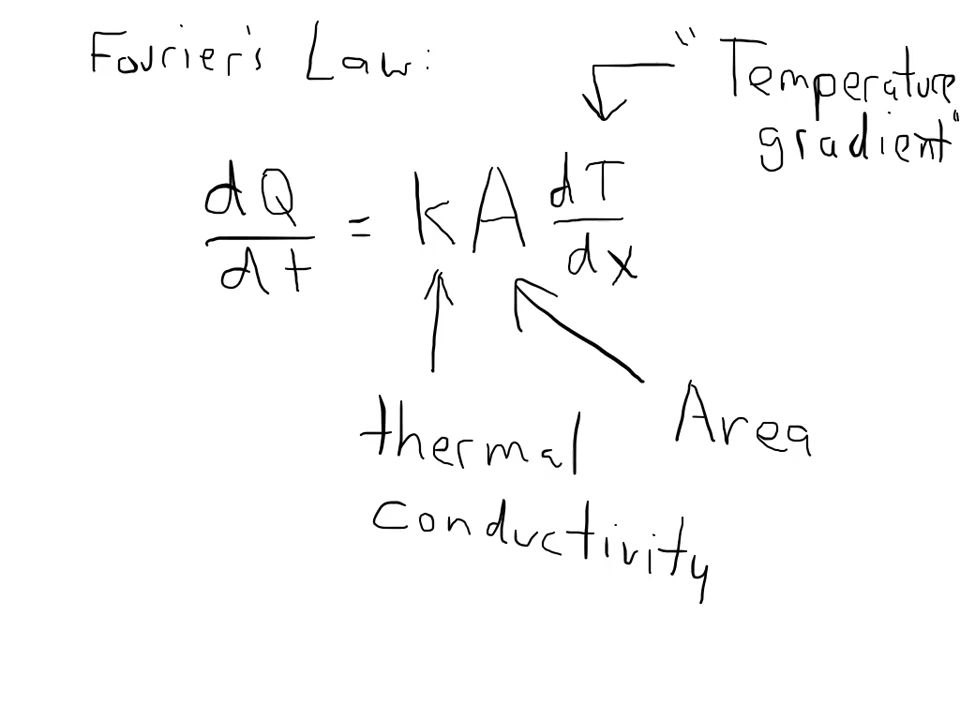 Fourier's Law:
"Temperature
gradient"
dQ/dt = kA dT/dx
thermal
conductivity
Area